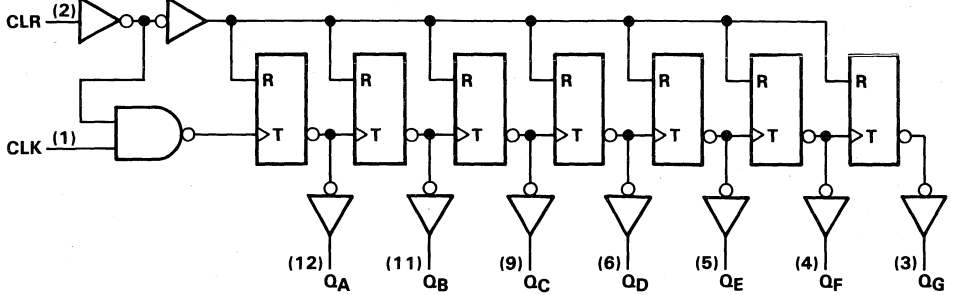 CLR (2)
R R R R R R R
CLK (1)
T T T T T T T
(12) (11) (9) (6) (5) (4) (3)
QA QB QC QD QE QF QG